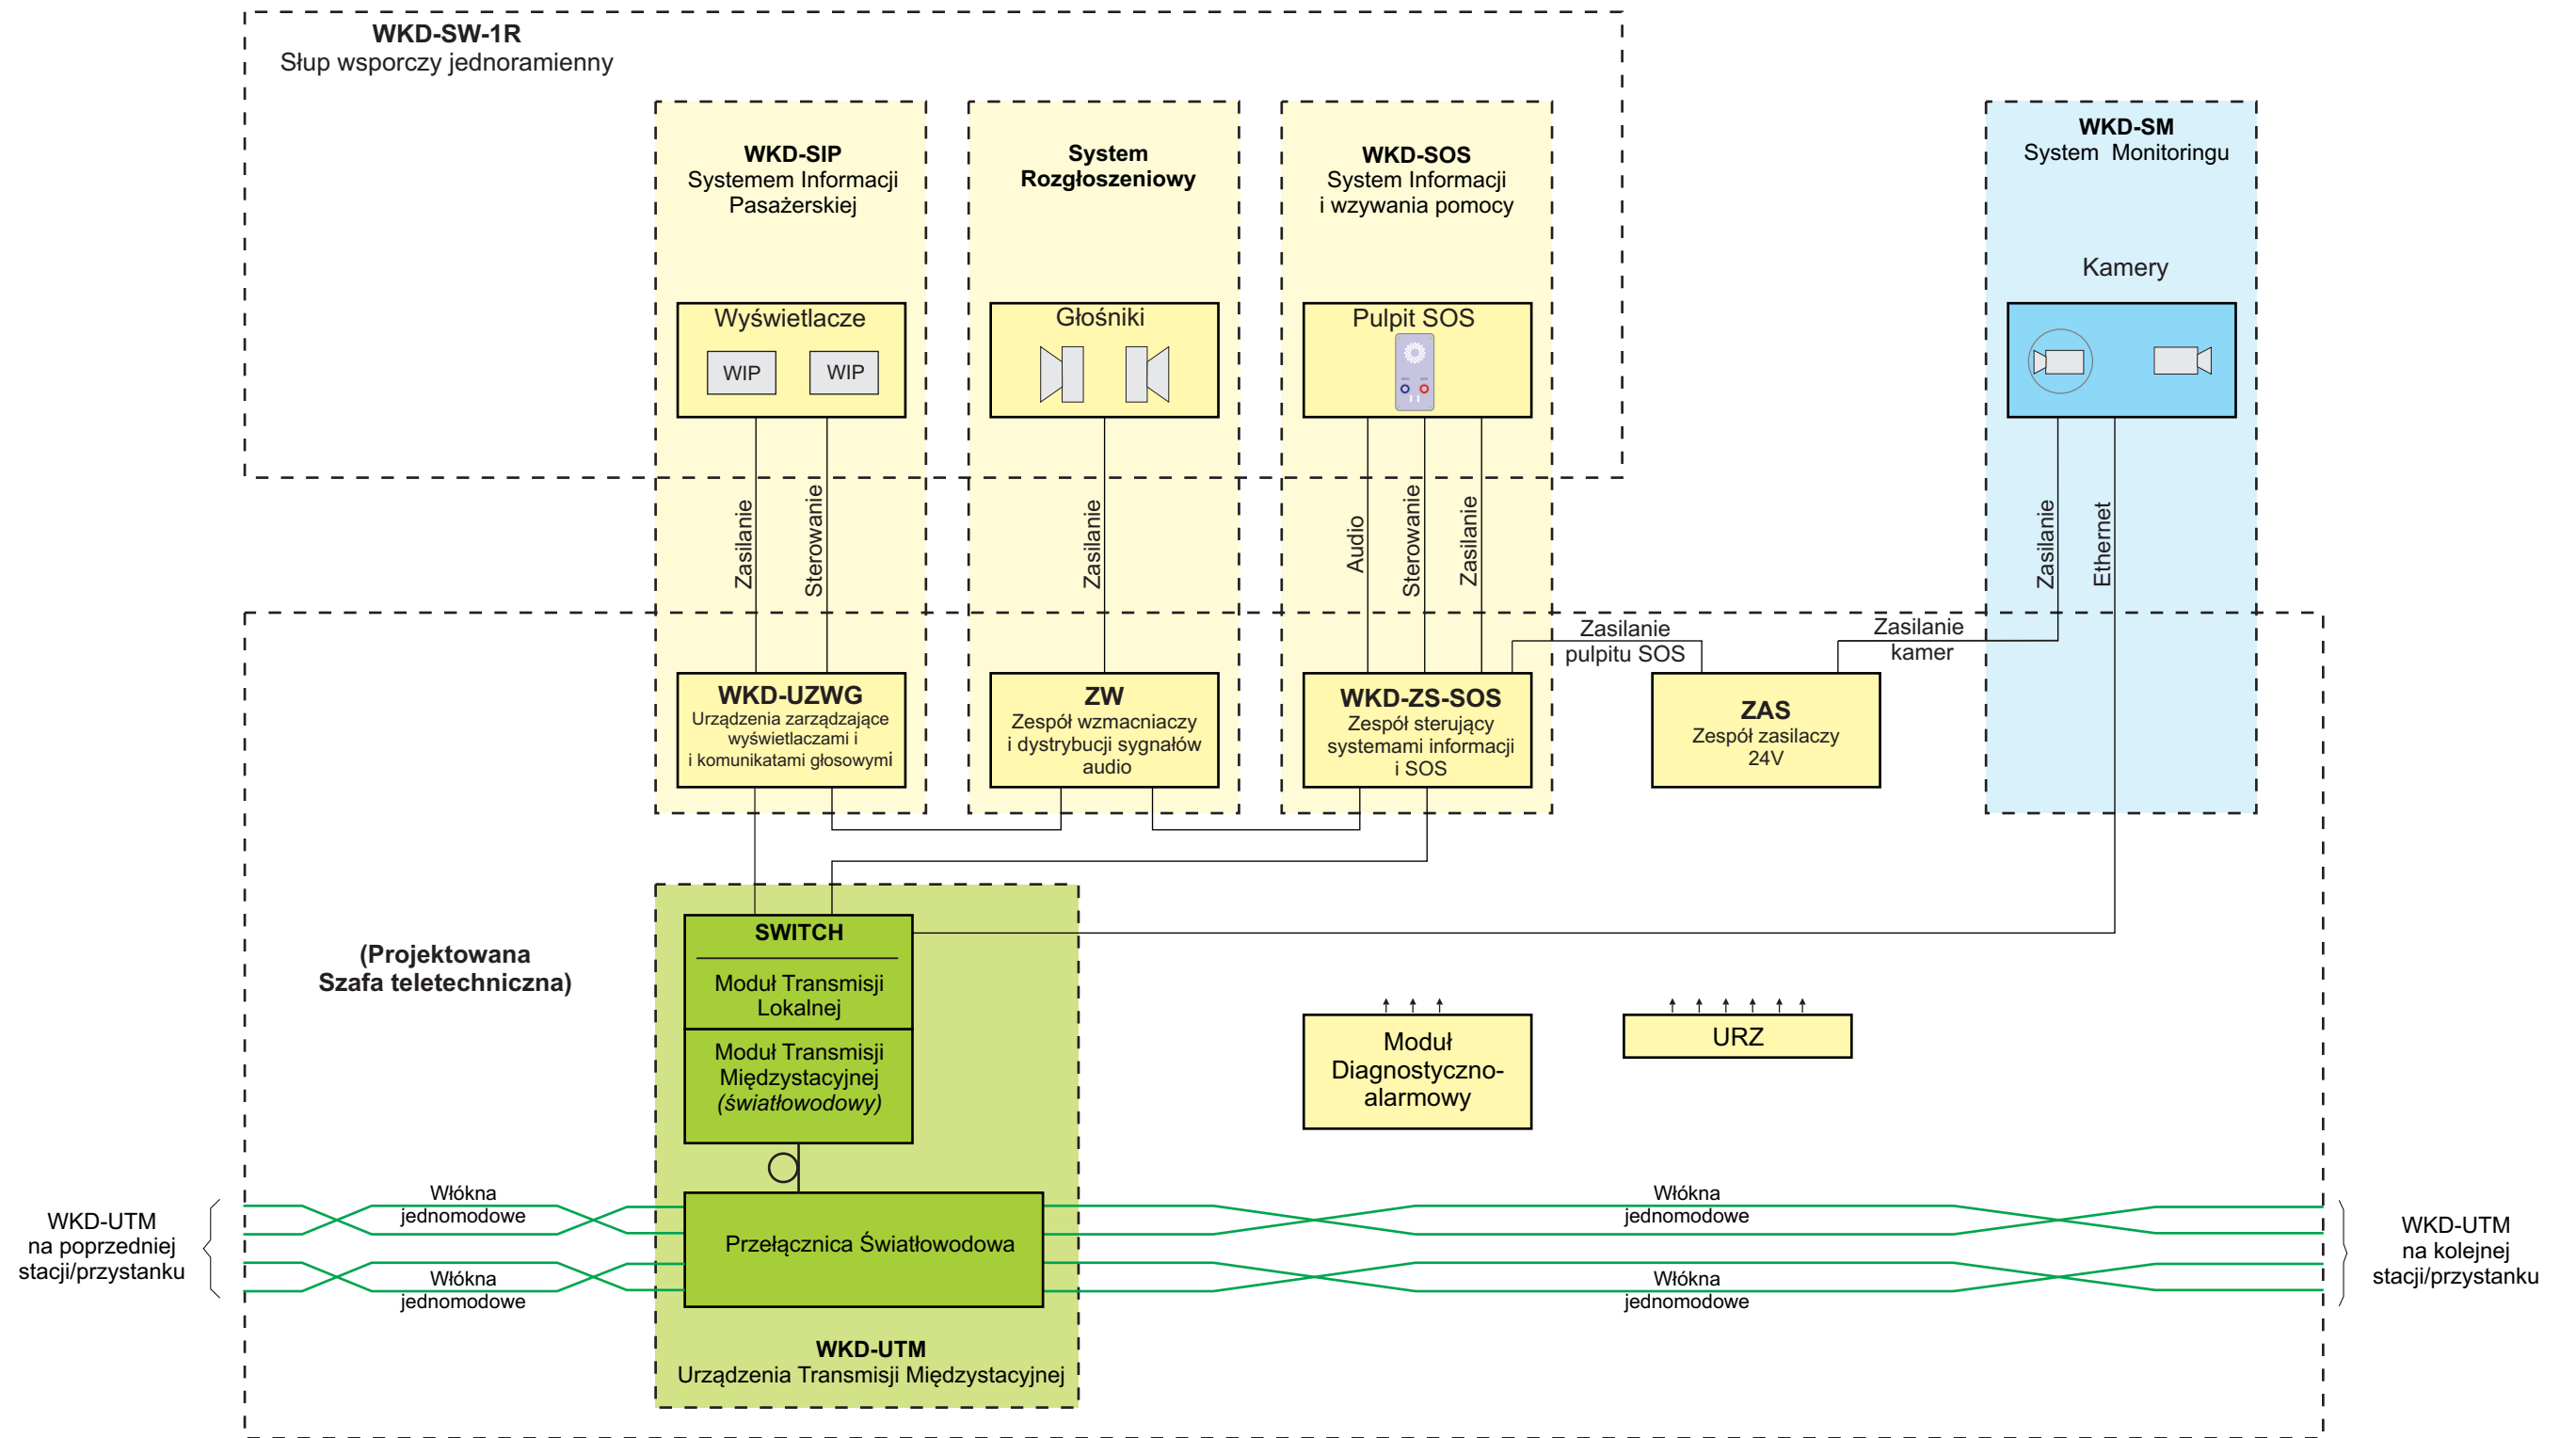 WKD-SW-1R
Słup wsporczy jednoramienny
WKD-SIP
Systemem Informacji
Pasażerskiej
System
Rozgłoszeniowy
WKD-SOS
System Informacji
i wzywania pomocy
WKD-SM
System Monitoringu
Kamery
Wyświetlacze
WIP
WIP
Głośniki
Pulpit SOS
Zasilanie
Sterowanie
Zasilanie
Audio
Sterowanie
Zasilanie
Zasilanie
Ethernet
Zasilanie
pulpitu SOS
Zasilanie
kamer
WKD-UZWG
Urządzenia zarządzające
wyświetlaczami i
i komunikatami głosowymi
ZW
Zespół wzmacniaczy
i dystrybucji sygnałów
audio
WKD-ZS-SOS
Zespół sterujący
systemami informacji
i SOS
ZAS
Zespół zasilaczy
24V
(Projektowana
Szafa teletechniczna)
SWITCH
Moduł Transmisji
Lokalnej
Moduł Transmisji
Międzystacyjnej
(światłowodowy)
Moduł
Diagnostyczno-
alarmowy
URZ
WKD-UTM
na poprzedniej
stacji/przystanku
Włókna
jednomodowe
Włókna
jednomodowe
Przełącznica Światłowodowa
Włókna
jednomodowe
Włókna
jednomodowe
WKD-UTM
na kolejnej
stacji/przystanku
WKD-UTM
Urządzenia Transmisji Międzystacyjnej